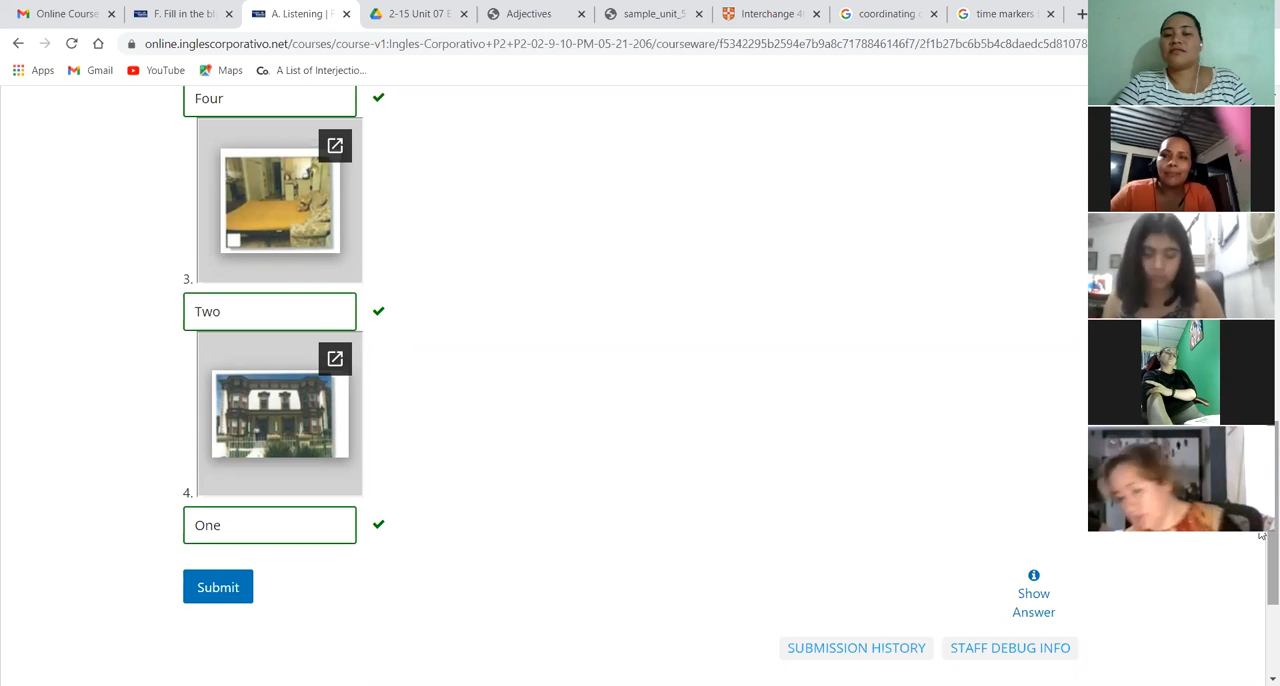 Online Course
F. Fill in the bl
A. Listening | F
2-15 Unit 07 E
Adjectives
sample_unit_5
Interchange 4
coordinating c
time markers
online.inglescorporativo.net/courses/course-v1:Ingles-Corporativo+P2+P2-02-9-10-PM-05-21-206/courseware/f5342295b2594e7b9a8c7178846146f7/2f1b27bc6b5b4c8daedc5d81078
Apps
Gmail
YouTube
Maps
Co. A List of Interjectio...
Four
3.
Two
4.
One
Submit
Show
Answer
SUBMISSION HISTORY
STAFF DEBUG INFO